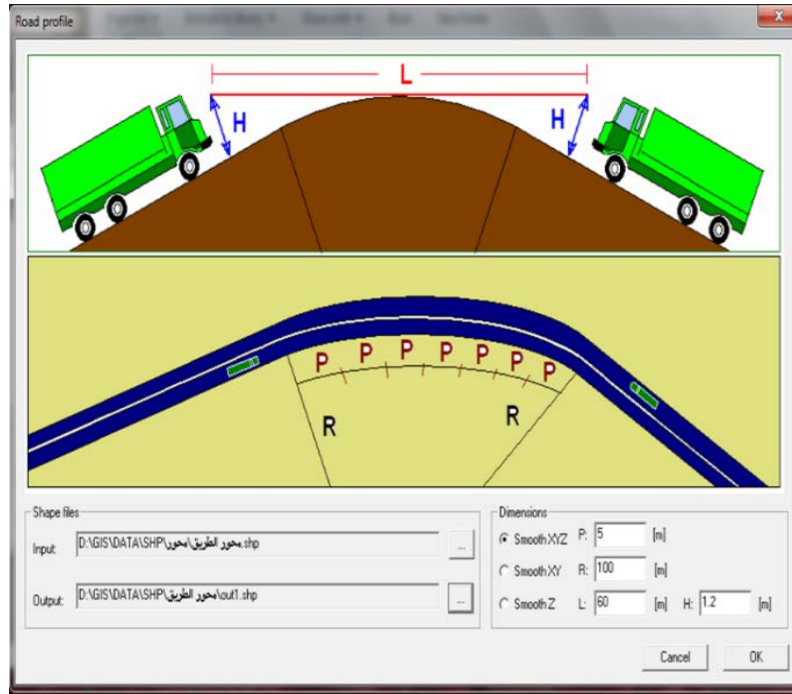 Road profile
L
H
H
P P P P P P P
R
R
Shape files
Input: D:\GIS\DATA\SHP\محور الطريق\محور.shp
Output: D:\GIS\DATA\SHP\محور الطريق\out1.shp
Dimensions
Smooth XYZ P: 5 [m]
Smooth XY R: 100 [m]
Smooth Z L: 60 [m] H: 1.2 [m]
Cancel OK